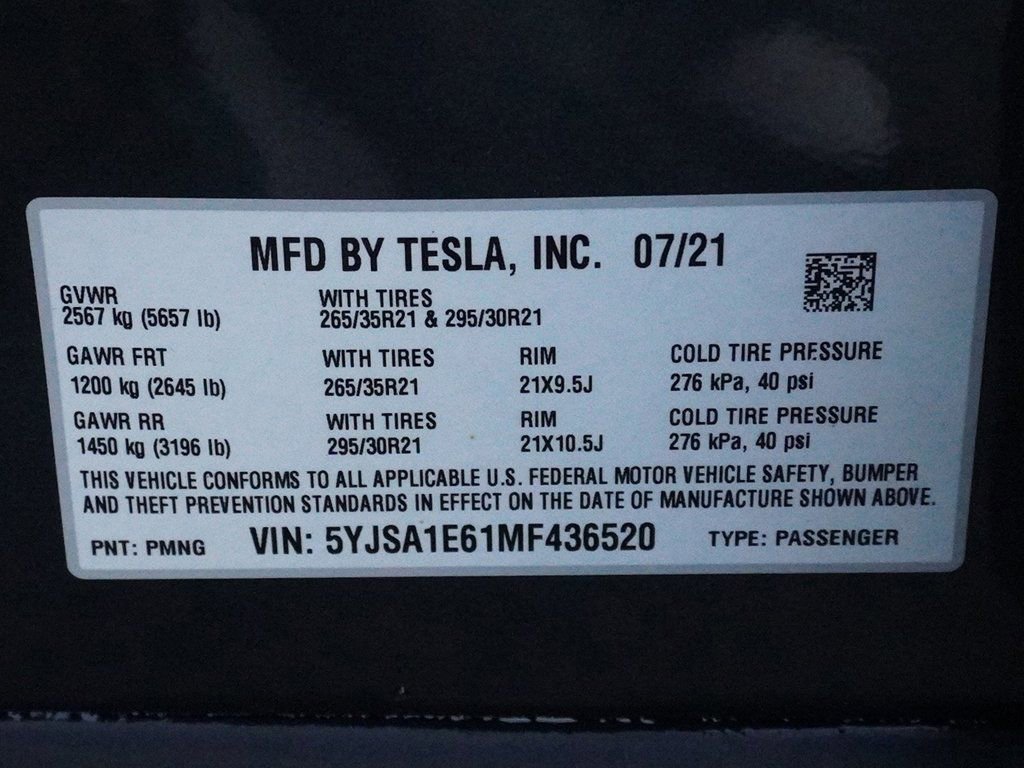 MFD BY TESLA, INC. 07/21
GVWR WITH TIRES
2567 kg (5657 lb) 265/35R21 & 295/30R21
GAWR FRT WITH TIRES RIM COLD TIRE PRESSURE
1200 kg (2645 lb) 265/35R21 21X9.5J 276 kPa, 40 psi
GAWR RR WITH TIRES RIM COLD TIRE PRESSURE
1450 kg (3196 lb) 295/30R21 21X10.5J 276 kPa, 40 psi
THIS VEHICLE CONFORMS TO ALL APPLICABLE U.S. FEDERAL MOTOR VEHICLE SAFETY, BUMPER
AND THEFT PREVENTION STANDARDS IN EFFECT ON THE DATE OF MANUFACTURE SHOWN ABOVE.
PNT: PMNG VIN: 5YJSA1E61MF436520 TYPE: PASSENGER